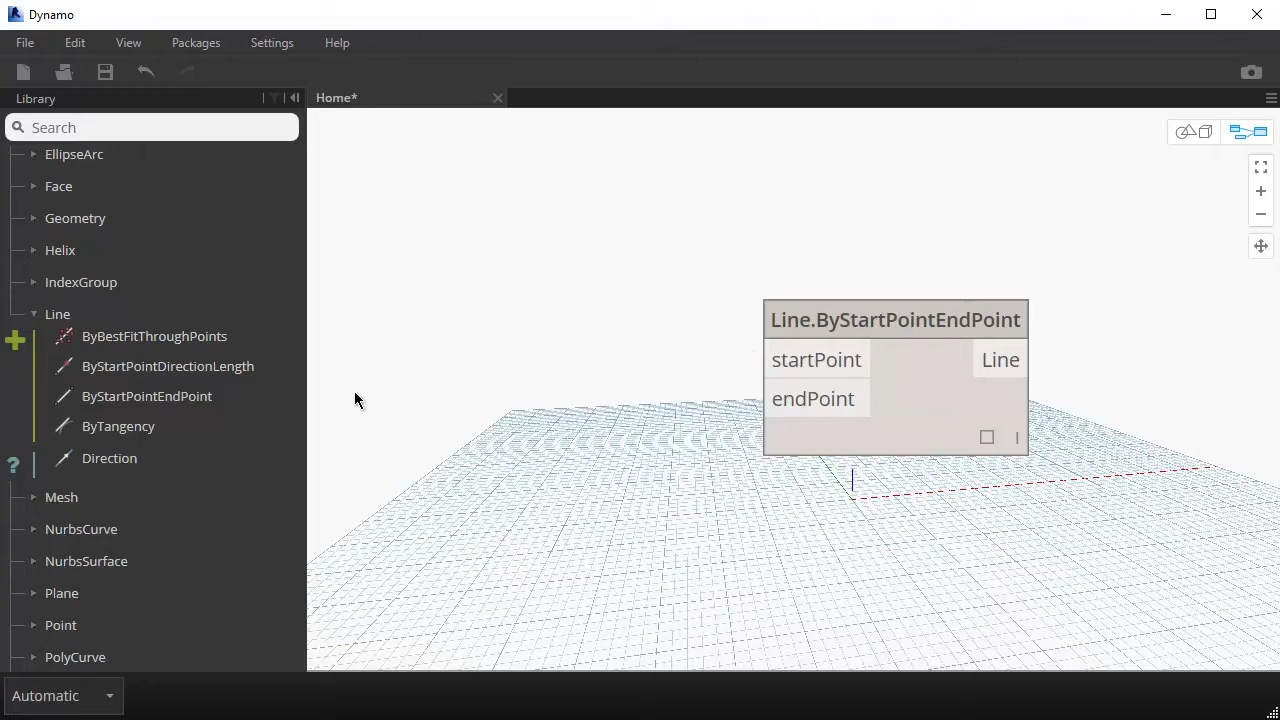 Dynamo
File Edit View Packages Settings Help
Library
Home*
Search
EllipseArc
Face
Geometry
Helix
IndexGroup
Line
ByBestFitThroughPoints
ByStartPointDirectionLength
ByStartPointEndPoint
ByTangency
Direction
Mesh
NurbsCurve
NurbsSurface
Plane
Point
PolyCurve
Line.ByStartPointEndPoint
startPoint Line
endPoint
Automatic